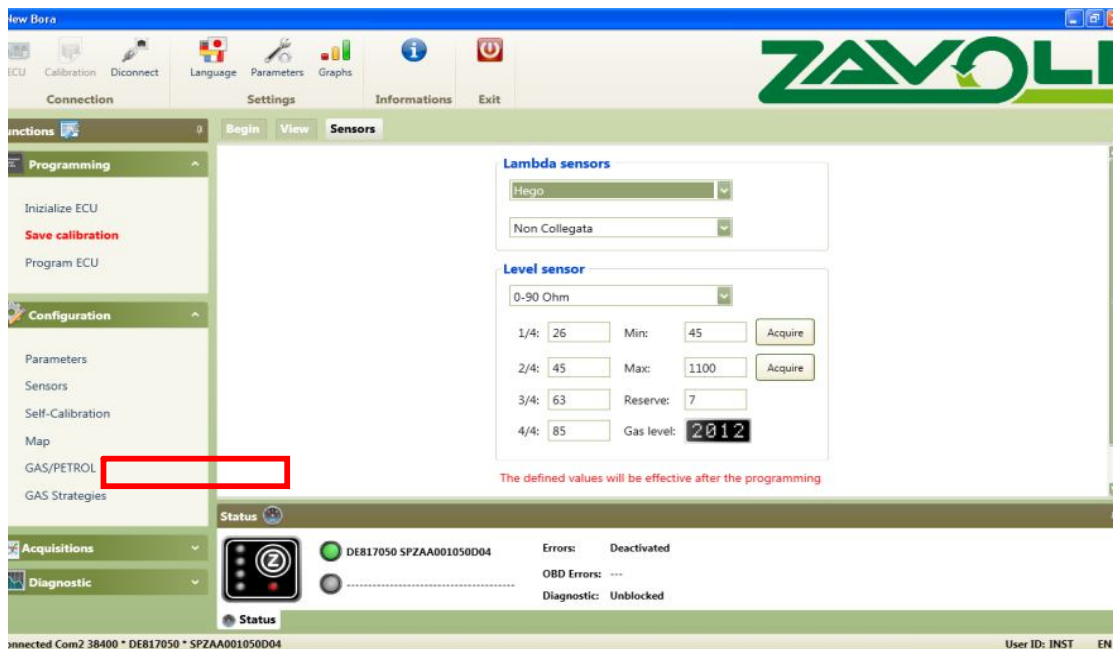 New Bora
ECU Calibration Diconnect Language Parameters Graphs
Connection Settings Informations Exit
ZAVOLI
unctions
Begin View Sensors
Programming
Inizialize ECU
Save calibration
Program ECU
Configuration
Parameters
Sensors
Self-Calibration
Map
GAS/PETROL
GAS Strategies
Acquisitions
Diagnostic
Lambda sensors
Hego
Non Collegata
Level sensor
0-90 Ohm
1/4: 26 Min: 45 Acquire
2/4: 45 Max: 1100 Acquire
3/4: 63 Reserve: 7
4/4: 85 Gas level: 2012
The defined values will be effective after the programming
Status
DE817050 SPZAA001050D04 Errors: Deactivated
OBD Errors: ---
Diagnostic: Unblocked
Status
onnected Com2 38400 * DE817050 * SPZAA001050D04 User ID: INST EN